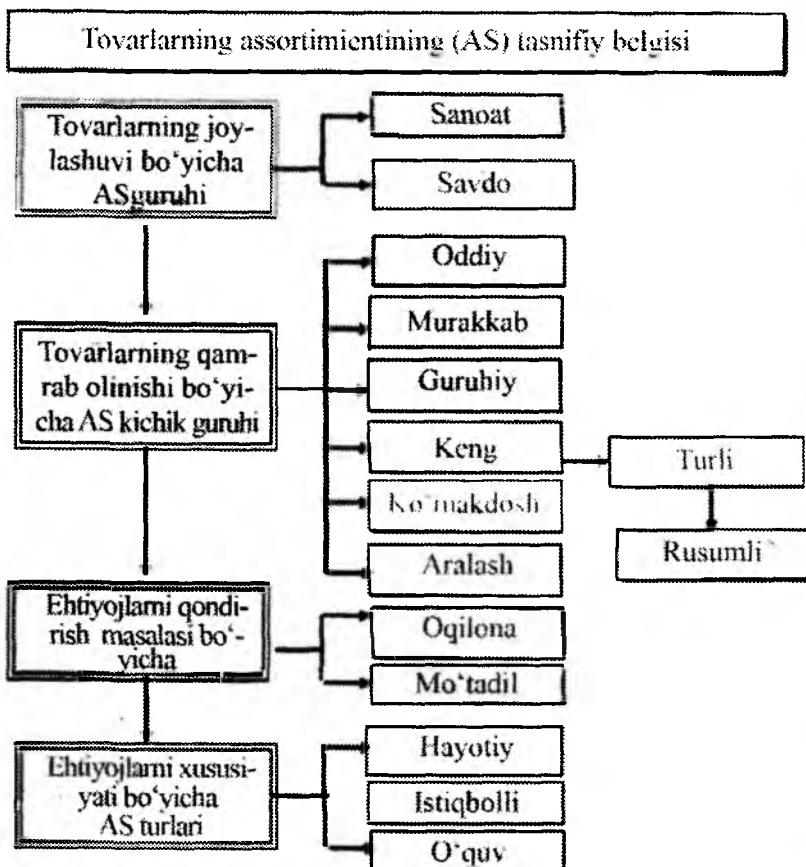 Tovarlarning assortimientining (AS) tasnifiy belgisi
Tovarlarning joy-
lashuvi bo‘yicha
ASguruhi
Sanoat
Savdo
Tovarlarning qam-
rab olinishi bo‘yi-
cha AS kichik guruhi
Oddiy
Murakkab
Guruhiy
Keng
Ko‘makdosh
Aralash
Turli
Rusumli
Ehtiyojlarni qondi-
rish masalasi bo‘-
yicha
Oqilona
Mo‘tadil
Ehtiyojlarni xususi-
yati bo‘yicha
AS turlari
Hayotiy
Istiqbolli
O‘quv